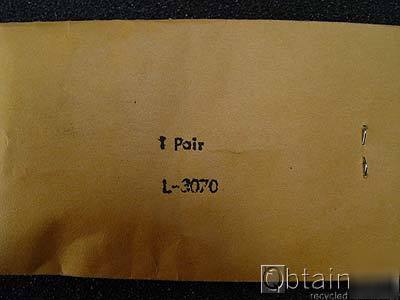 1 Pair
L-3070
Obtain
recycled